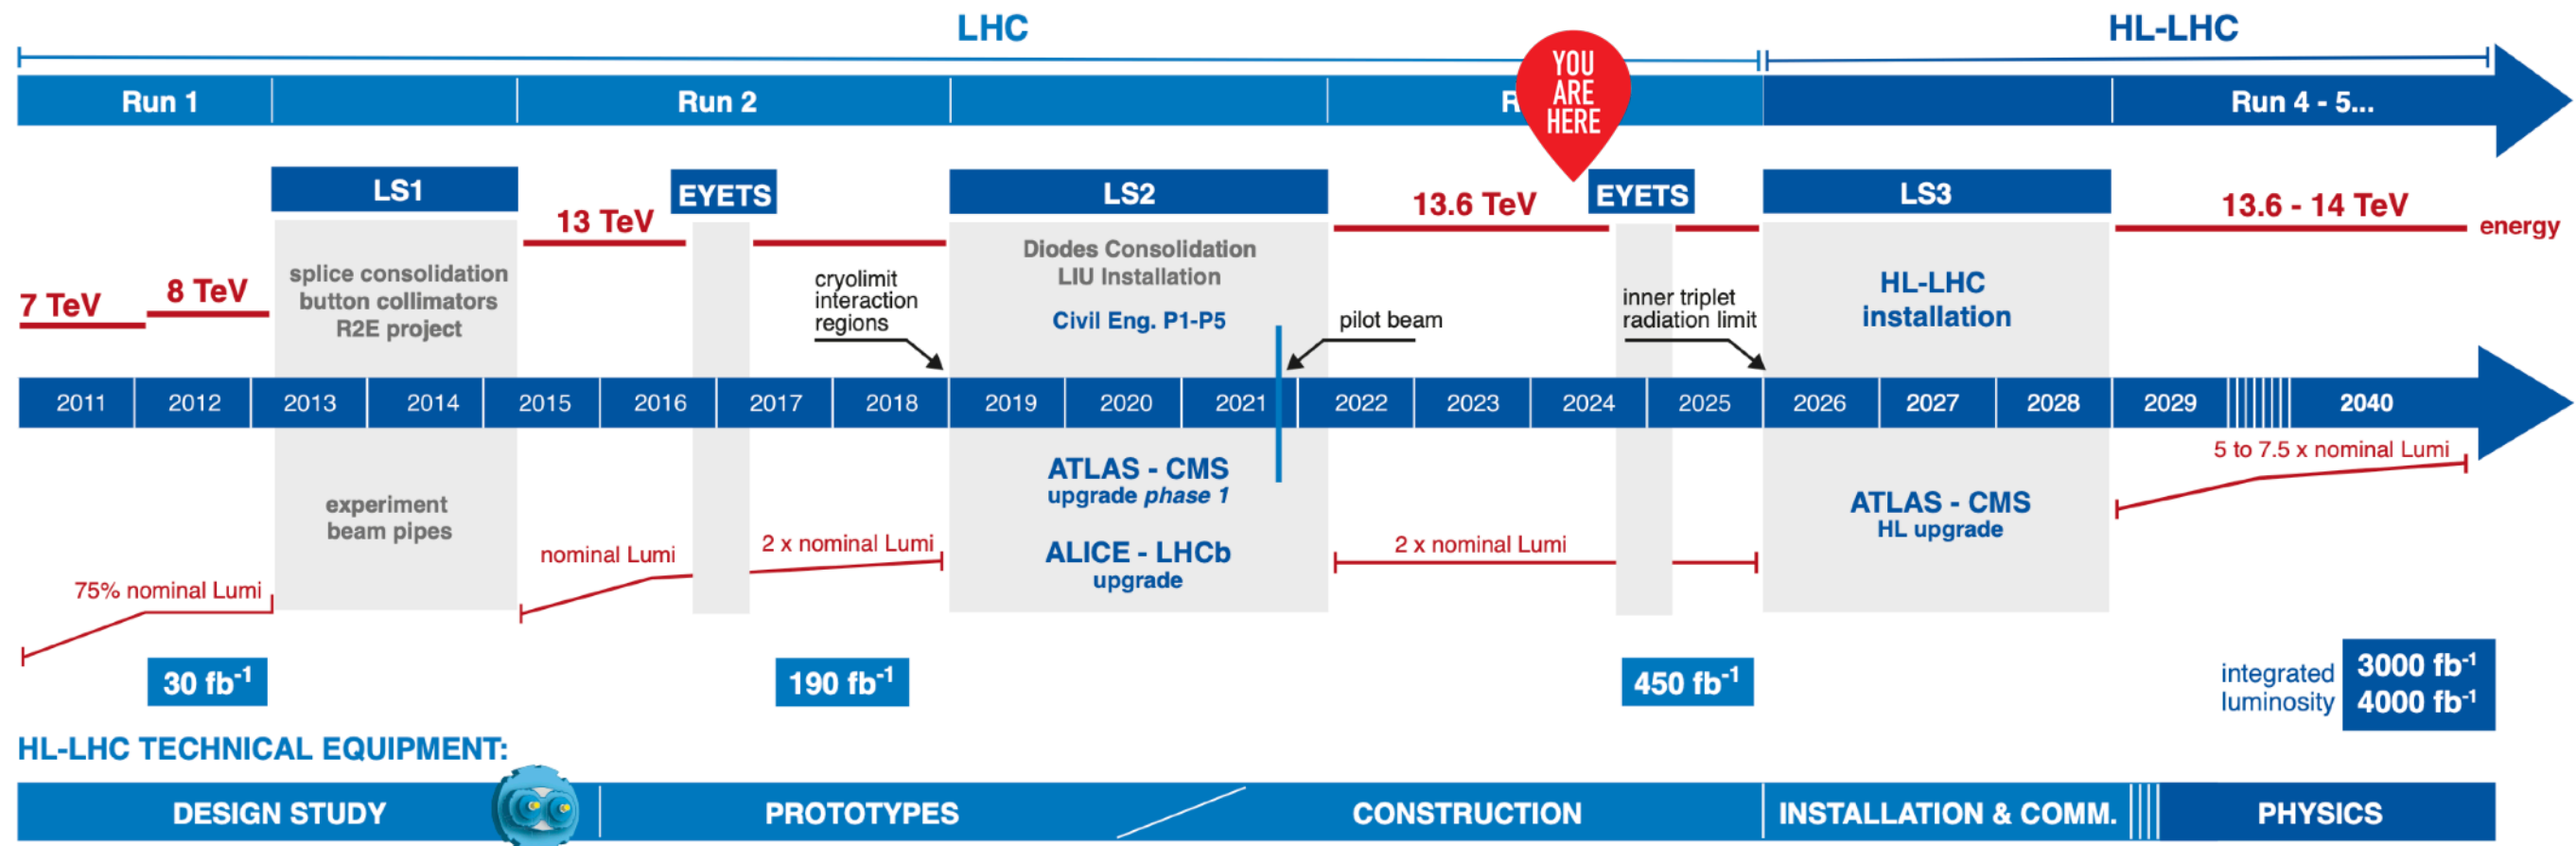 LHC
HL-LHC
YOU
ARE
HERE
Run 1
Run 2
R
Run 4 - 5...
LS1
EYETS
LS2
EYETS
LS3
13 TeV
13.6 TeV
13.6 - 14 TeV
energy
7 TeV
8 TeV
splice consolidation
button collimators
R2E project
cryolimit
interaction
regions
Diodes Consolidation
LIU Installation
Civil Eng. P1-P5
pilot beam
inner triplet
radiation limit
HL-LHC
installation
2011 2012 2013 2014 2015 2016 2017 2018 2019 2020 2021 2022 2023 2024 2025 2026 2027 2028 2029 2040
5 to 7.5 x nominal Lumi
experiment
beam pipes
ATLAS - CMS
upgrade phase 1
ALICE - LHCb
upgrade
ATLAS - CMS
HL upgrade
75% nominal Lumi
nominal Lumi
2 x nominal Lumi
2 x nominal Lumi
30 fb-1
190 fb-1
450 fb-1
integrated
luminosity
3000 fb-1
4000 fb-1
HL-LHC TECHNICAL EQUIPMENT:
DESIGN STUDY
PROTOTYPES
CONSTRUCTION
INSTALLATION & COMM.
PHYSICS